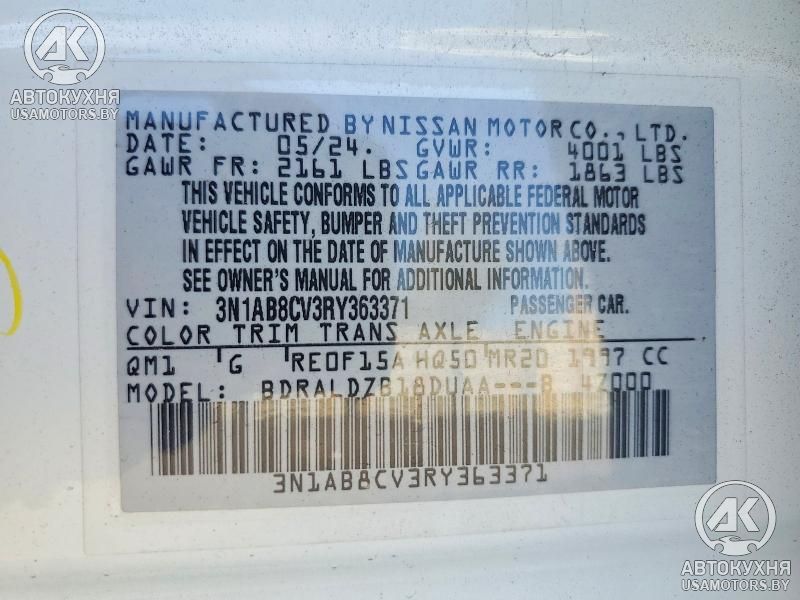 AK
АВТОКУХНЯ
USAMOTORS.BY
MANUFACTURED BY NISSAN MOTOR CO., LTD.
DATE: 05/24. GVWR: 4001 LBS
GAWR FR: 2161 LBS GAWR RR: 1863 LBS
THIS VEHICLE CONFORMS TO ALL APPLICABLE FEDERAL MOTOR
VEHICLE SAFETY, BUMPER AND THEFT PREVENTION STANDARDS
IN EFFECT ON THE DATE OF MANUFACTURE SHOWN ABOVE.
SEE OWNER'S MANUAL FOR ADDITIONAL INFORMATION.
VIN: 3N1AB8CV3RY363371 PASSENGER CAR.
COLOR TRIM TRANS AXLE ENGINE
QM1 G RE0F15A HQ50 MR20 1997 CC
MODEL: BDRALDZB18DUAA---B 4Z000
3N1AB8CV3RY363371
AK
АВТОКУХНЯ
USAMOTORS.BY